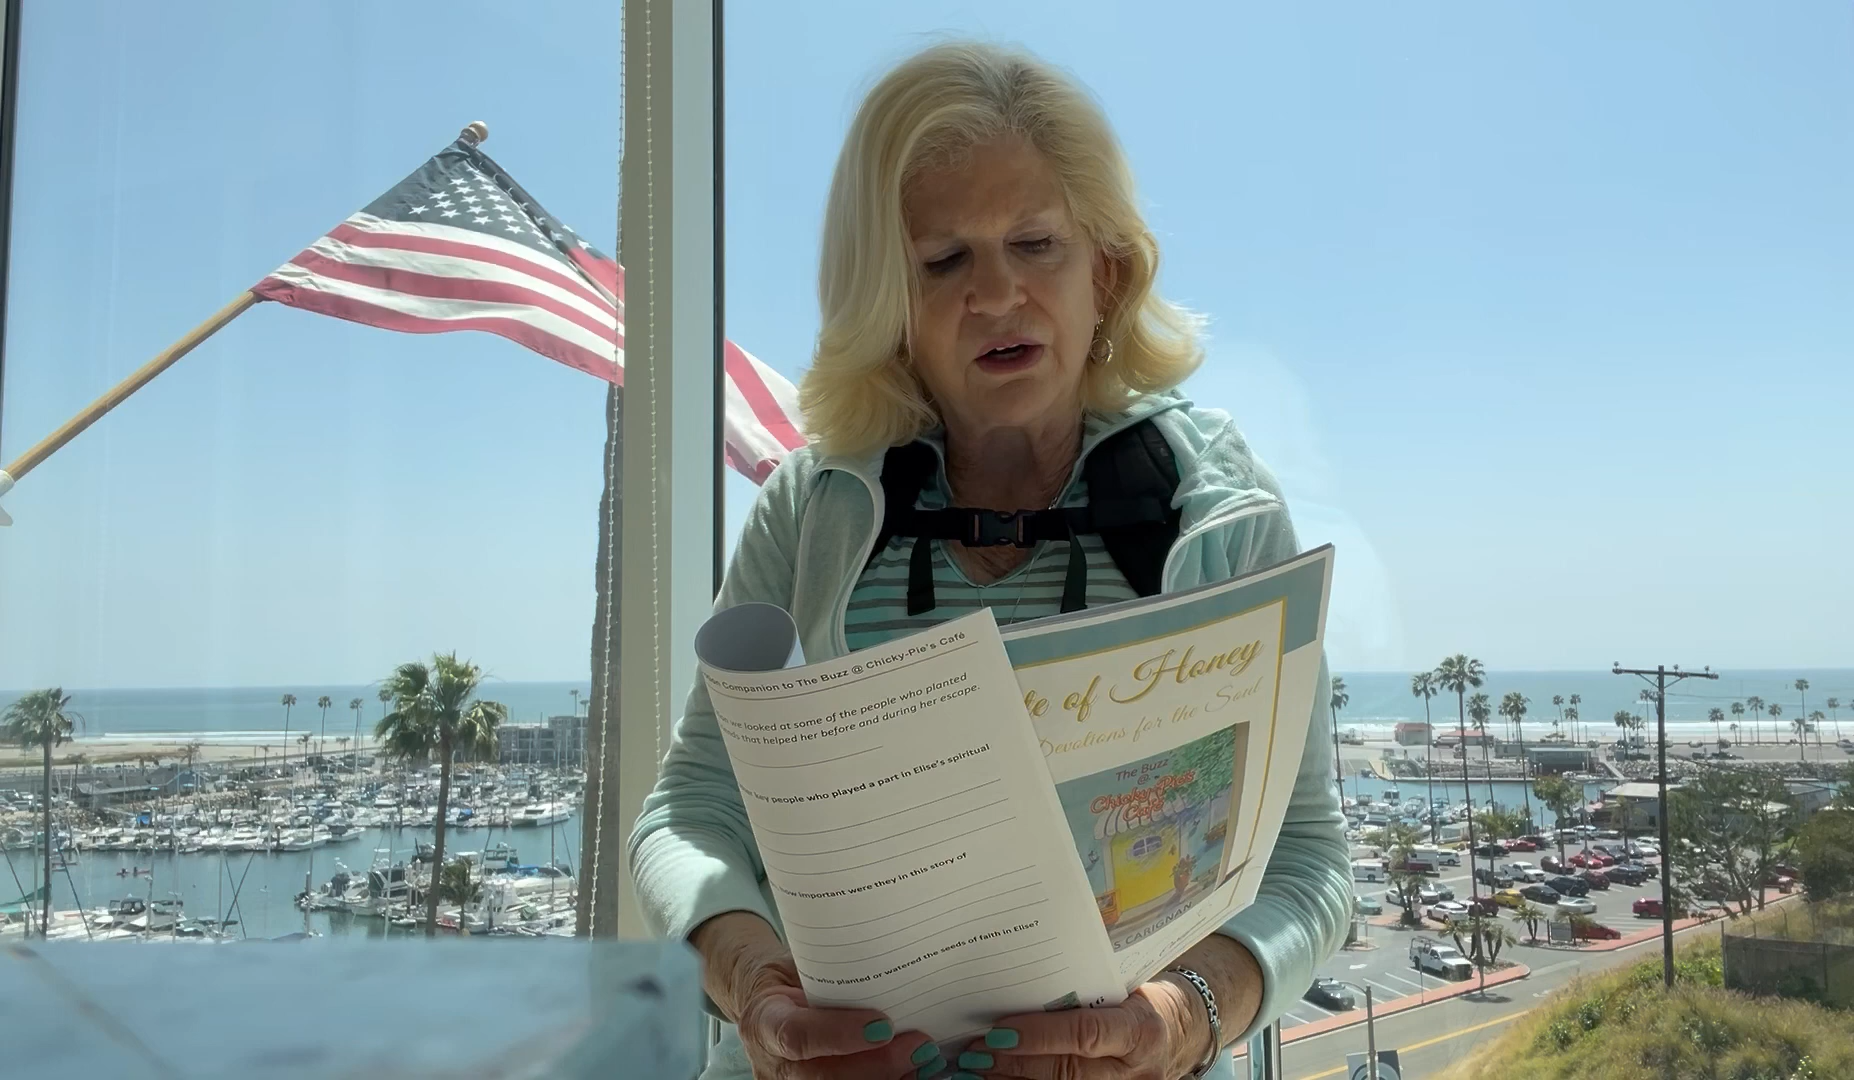 Companion to The Buzz @ Chicky-Pie's Café
we looked at some of the people who planted
that helped her before and during her escape.
key people who played a part in Elise's spiritual
how important were they in this story of
who planted or watered the seeds of faith in Elise?
of Honey
Devotions for the Soul
The Buzz
@
Chicky-Pie's
Café
CARIGNAN